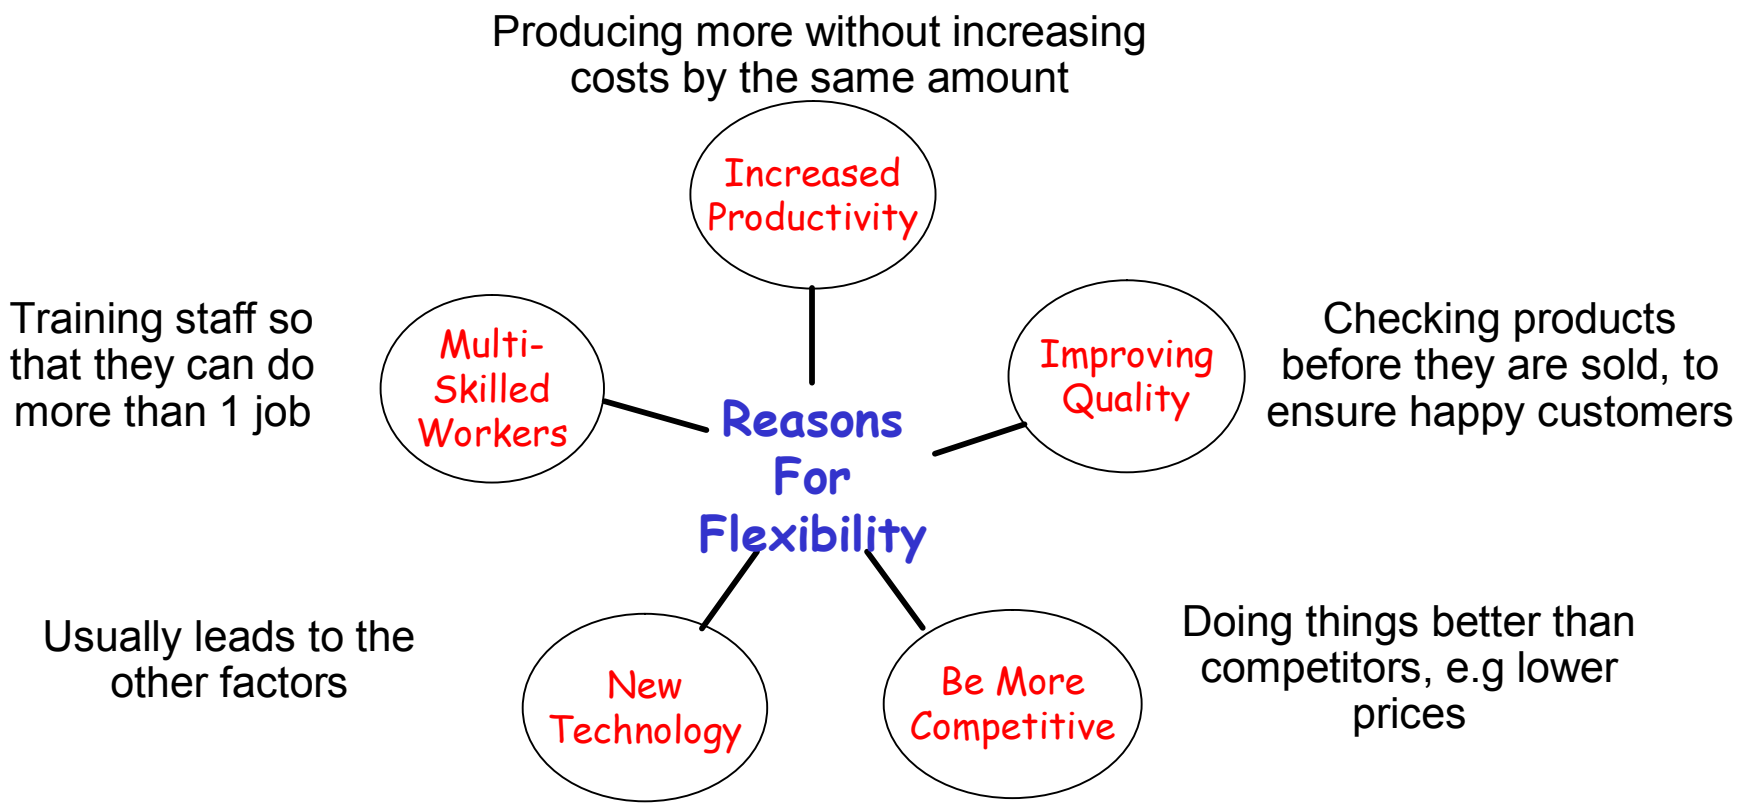 Producing more without increasing
costs by the same amount
Increased
Productivity
Training staff so
that they can do
more than 1 job
Multi-
Skilled
Workers
Improving
Quality
Checking products
before they are sold, to
ensure happy customers
Reasons
For
Flexibility
Usually leads to the
other factors
New
Technology
Be More
Competitive
Doing things better than
competitors, e.g lower
prices